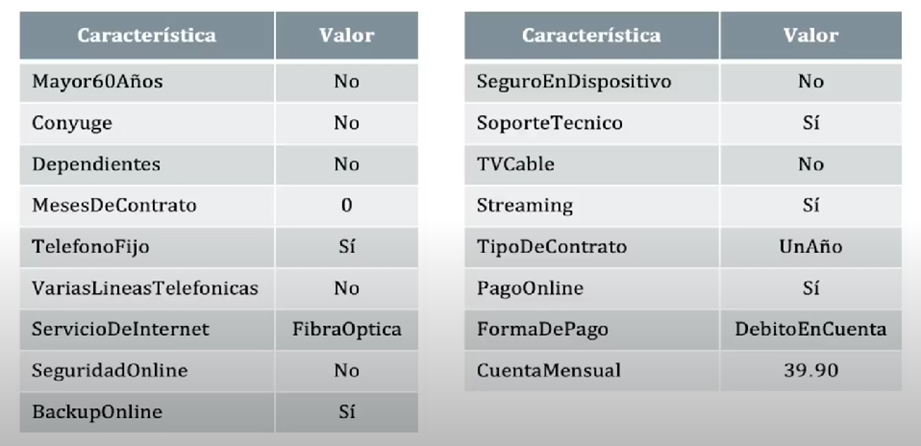 Característica Valor
Mayor60Años No
Conyuge No
Dependientes No
MesesDeContrato 0
TelefonoFijo Sí
VariasLineasTelefonicas No
ServicioDeInternet FibraOptica
SeguridadOnline No
BackupOnline Sí
Característica Valor
SeguroEnDispositivo No
SoporteTecnico Sí
TVCable No
Streaming Sí
TipoDeContrato UnAño
PagoOnline Sí
FormaDePago DebitoEnCuenta
CuentaMensual 39.90